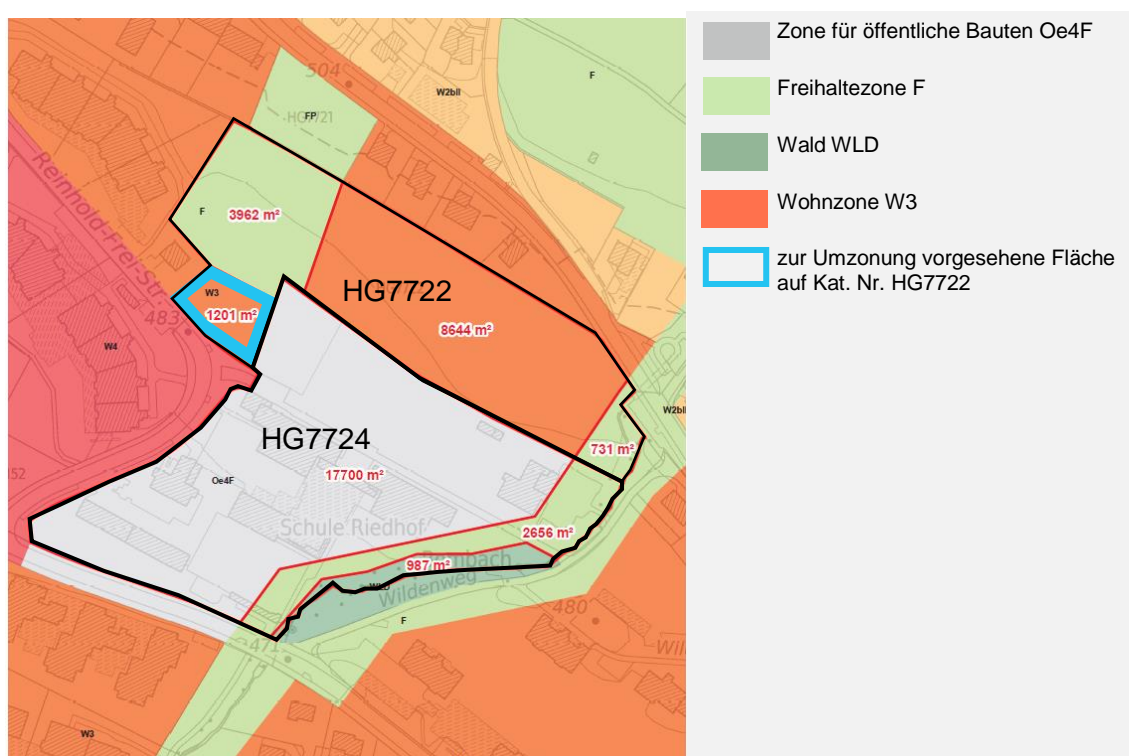 504
W2bII
F
HG7721
FP
Reinhold-Frei-Str.
F
3962 m²
HG7722
W3
1201 m²
8644 m²
483
W4
W2bII
HG7724
731 m²
452
17700 m²
Oe4F
Schule Riedhof
2656 m²
987 m²
WLD
Wildenweg
480
F
471
W3
Zone für öffentliche Bauten Oe4F
Freihaltezone F
Wald WLD
Wohnzone W3
zur Umzonung vorgesehene Fläche
auf Kat. Nr. HG7722